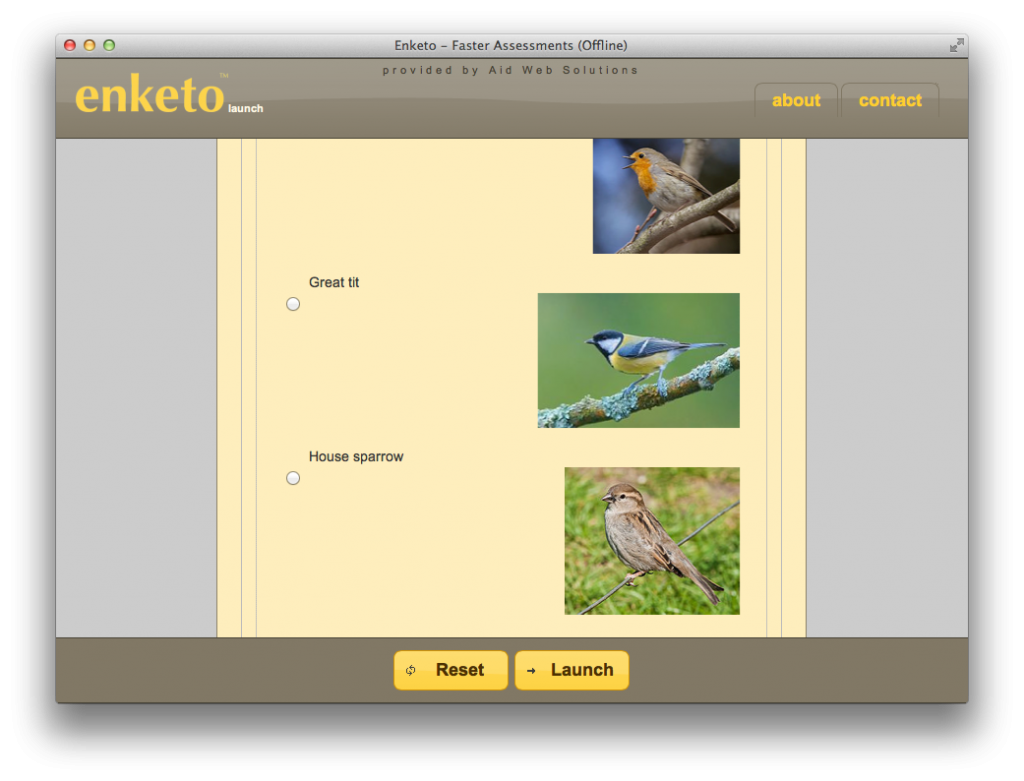 Enketo – Faster Assessments (Offline)
provided by Aid Web Solutions
enketo™ launch
about
contact
Great tit
House sparrow
Reset
Launch